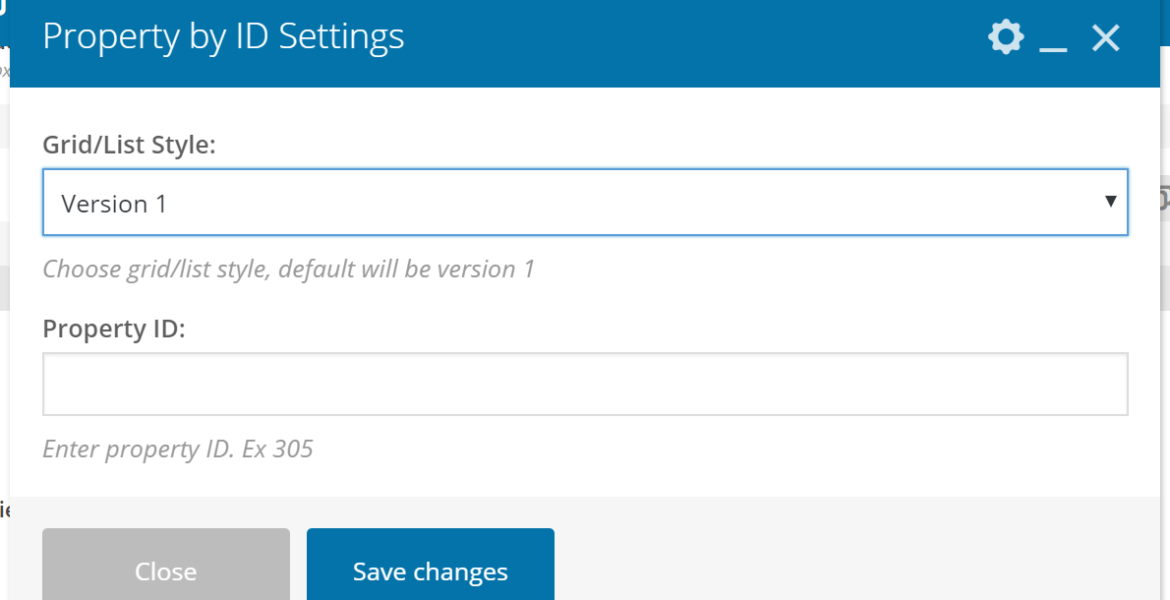 Property by ID Settings
Grid/List Style:
Version 1
Choose grid/list style, default will be version 1
Property ID:
Enter property ID. Ex 305
Close
Save changes